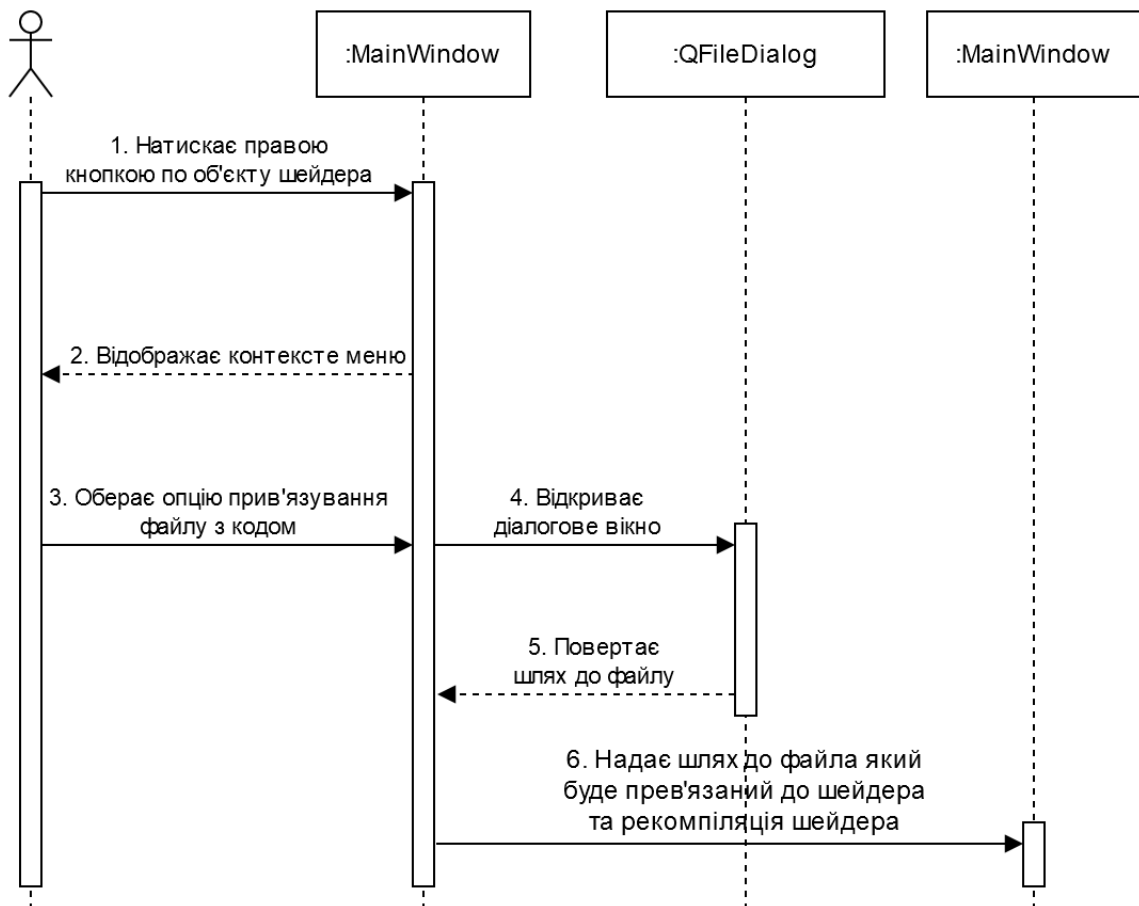 :MainWindow
:QFileDialog
:MainWindow
1. Натискає правою
кнопкою по об'єкту шейдера
2. Відображає контексте меню
3. Оберає опцію прив'язування
файлу з кодом
4. Відкриває
діалогове вікно
5. Повертає
шлях до файлу
6. Надає шлях до файла який
буде прев'язаний до шейдера
та рекомпіляція шейдера